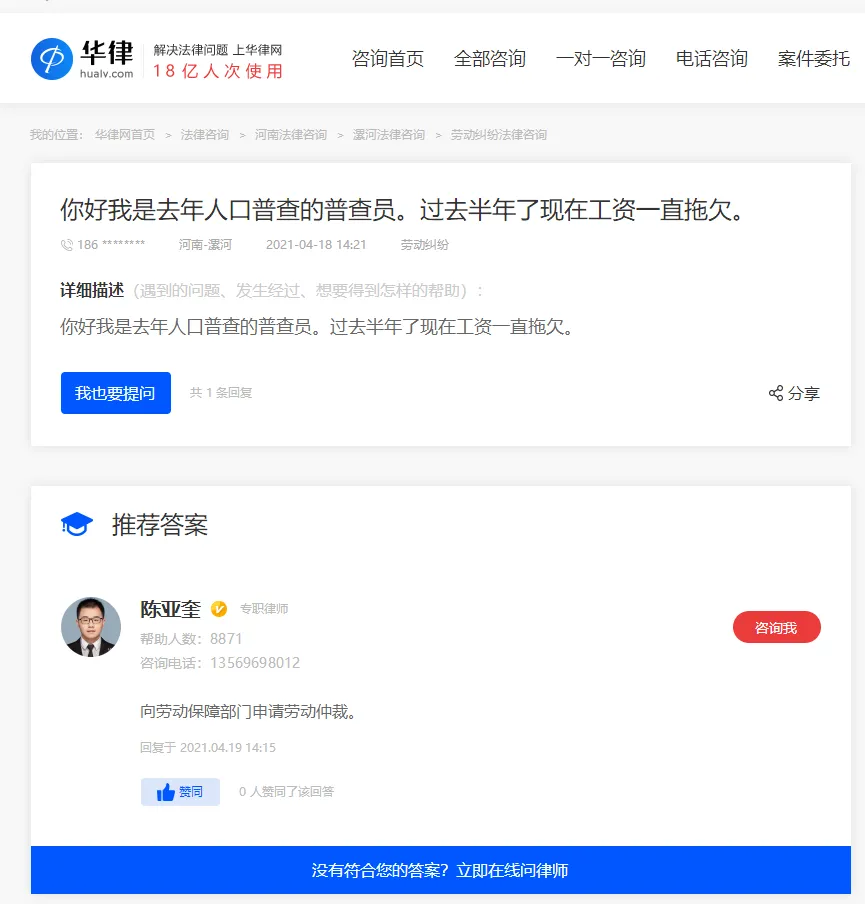 华律
hualv.com
解决法律问题 上华律网
18亿人次使用
咨询首页 全部咨询 一对一咨询 电话咨询 案件委托
我的位置： 华律网首页 > 法律咨询 > 河南法律咨询 > 漯河法律咨询 > 劳动纠纷法律咨询
你好我是去年人口普查的普查员。过去半年了现在工资一直拖欠。
186 ******** 河南-漯河 2021-04-18 14:21 劳动纠纷
详细描述（遇到的问题、发生经过、想要得到怎样的帮助）：
你好我是去年人口普查的普查员。过去半年了现在工资一直拖欠。
我也要提问 共 1 条回复 分享
推荐答案
陈亚奎 专职律师
帮助人数：8871
咨询我
咨询电话：13569698012
向劳动保障部门申请劳动仲裁。
回复于 2021.04.19 14:15
赞同 0 人赞同了该回答
没有符合您的答案？立即在线问律师